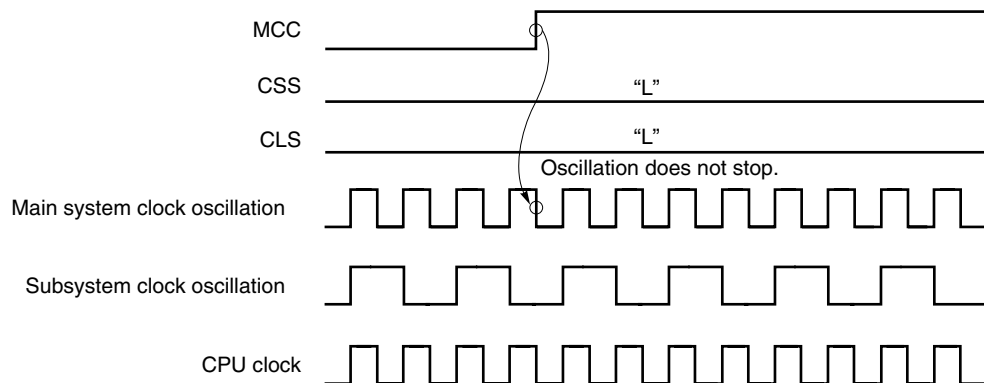 MCC
CSS “L”
CLS “L”
Oscillation does not stop.
Main system clock oscillation
Subsystem clock oscillation
CPU clock